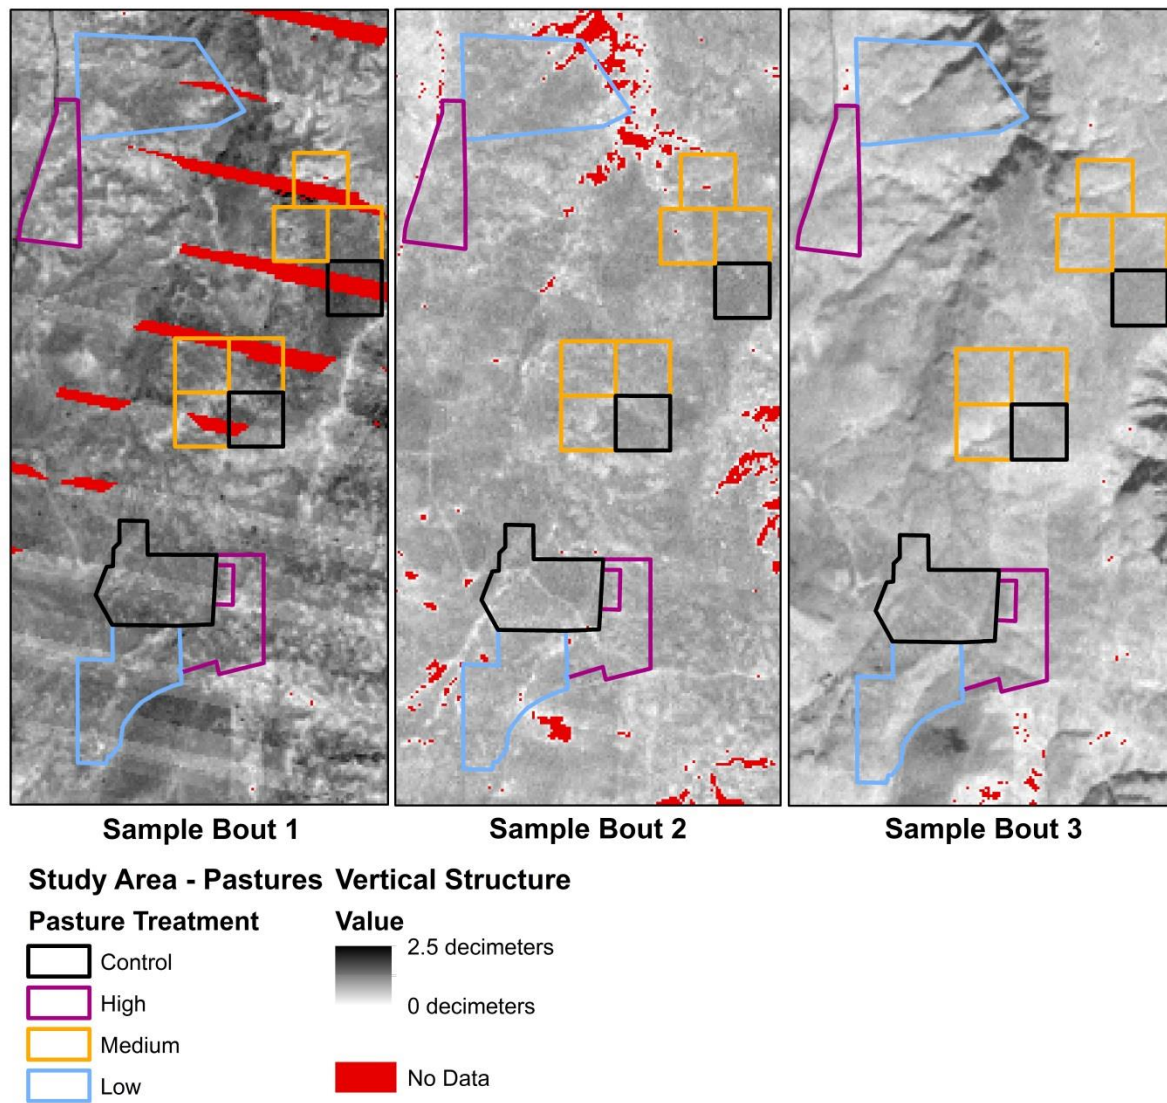 Sample Bout 1
Sample Bout 2
Sample Bout 3
Study Area - Pastures
Pasture Treatment
Control
High
Medium
Low
Vertical Structure
Value
2.5 decimeters
0 decimeters
No Data